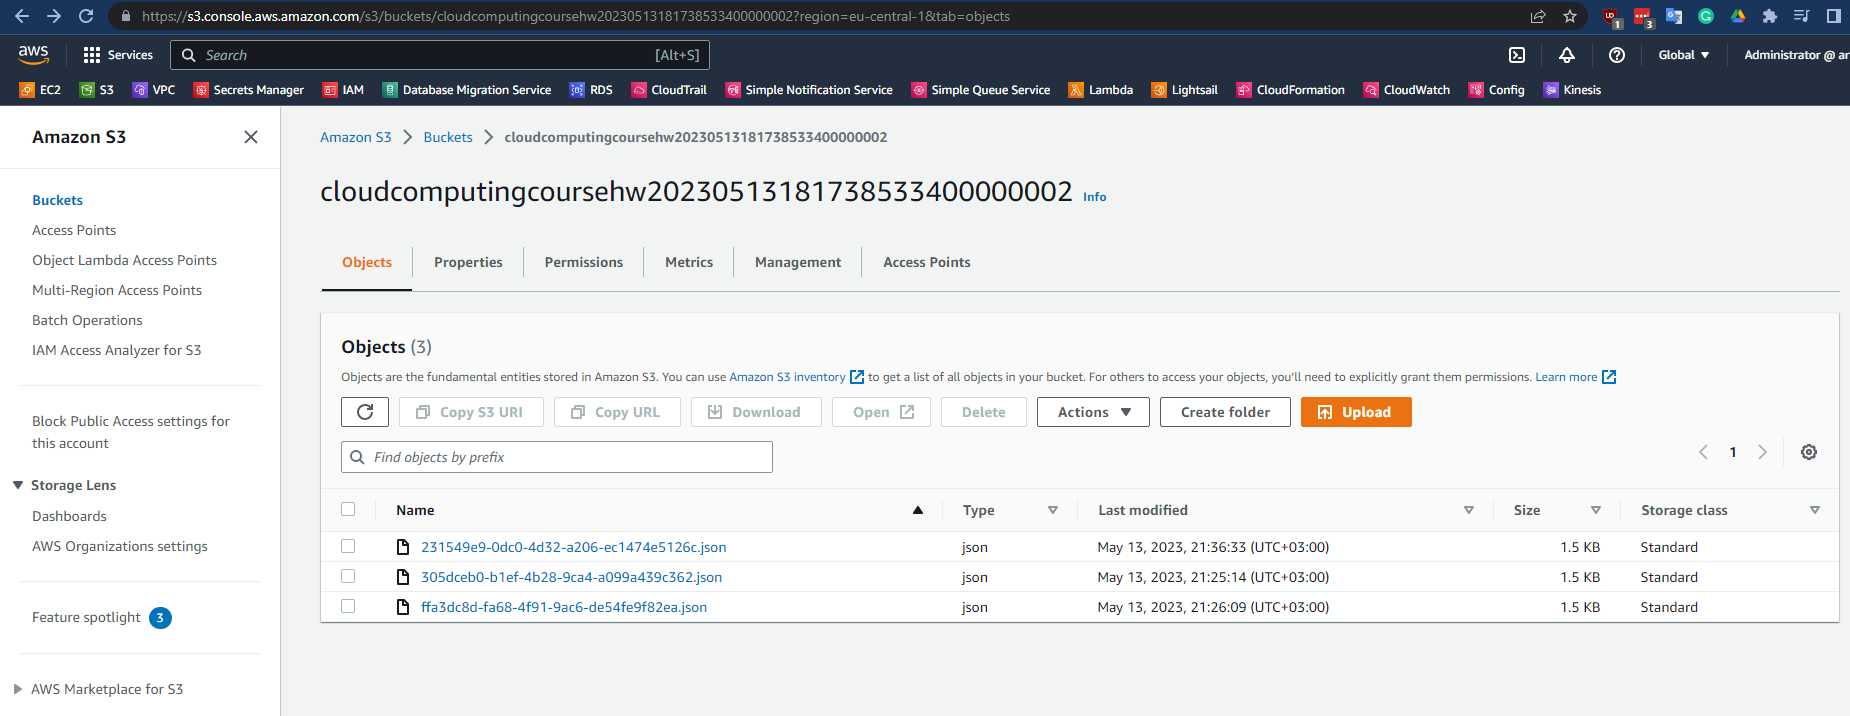 https://s3.console.aws.amazon.com/s3/buckets/cloudcomputingcoursehw20230513181738533400000002?region=eu-central-1&tab=objects
1
3
aws
Services
Search
[Alt+S]
Global
Administrator @ ar
EC2
S3
VPC
Secrets Manager
IAM
Database Migration Service
RDS
CloudTrail
Simple Notification Service
Simple Queue Service
Lambda
Lightsail
CloudFormation
CloudWatch
Config
Kinesis
Amazon S3
Buckets
Access Points
Object Lambda Access Points
Multi-Region Access Points
Batch Operations
IAM Access Analyzer for S3
Block Public Access settings for
this account
Storage Lens
Dashboards
AWS Organizations settings
Feature spotlight 3
AWS Marketplace for S3
Amazon S3 > Buckets > cloudcomputingcoursehw20230513181738533400000002
cloudcomputingcoursehw20230513181738533400000002 Info
Objects
Properties
Permissions
Metrics
Management
Access Points
Objects (3)
Objects are the fundamental entities stored in Amazon S3. You can use Amazon S3 inventory to get a list of all objects in your bucket. For others to access your objects, you'll need to explicitly grant them permissions. Learn more
Copy S3 URI
Copy URL
Download
Open
Delete
Actions
Create folder
Upload
Find objects by prefix
1
Name Type Last modified Size Storage class
231549e9-0dc0-4d32-a206-ec1474e5126c.json json May 13, 2023, 21:36:33 (UTC+03:00) 1.5 KB Standard
305dceb0-b1ef-4b28-9ca4-a099a439c362.json json May 13, 2023, 21:25:14 (UTC+03:00) 1.5 KB Standard
ffa3dc8d-fa68-4f91-9ac6-de54fe9f82ea.json json May 13, 2023, 21:26:09 (UTC+03:00) 1.5 KB Standard